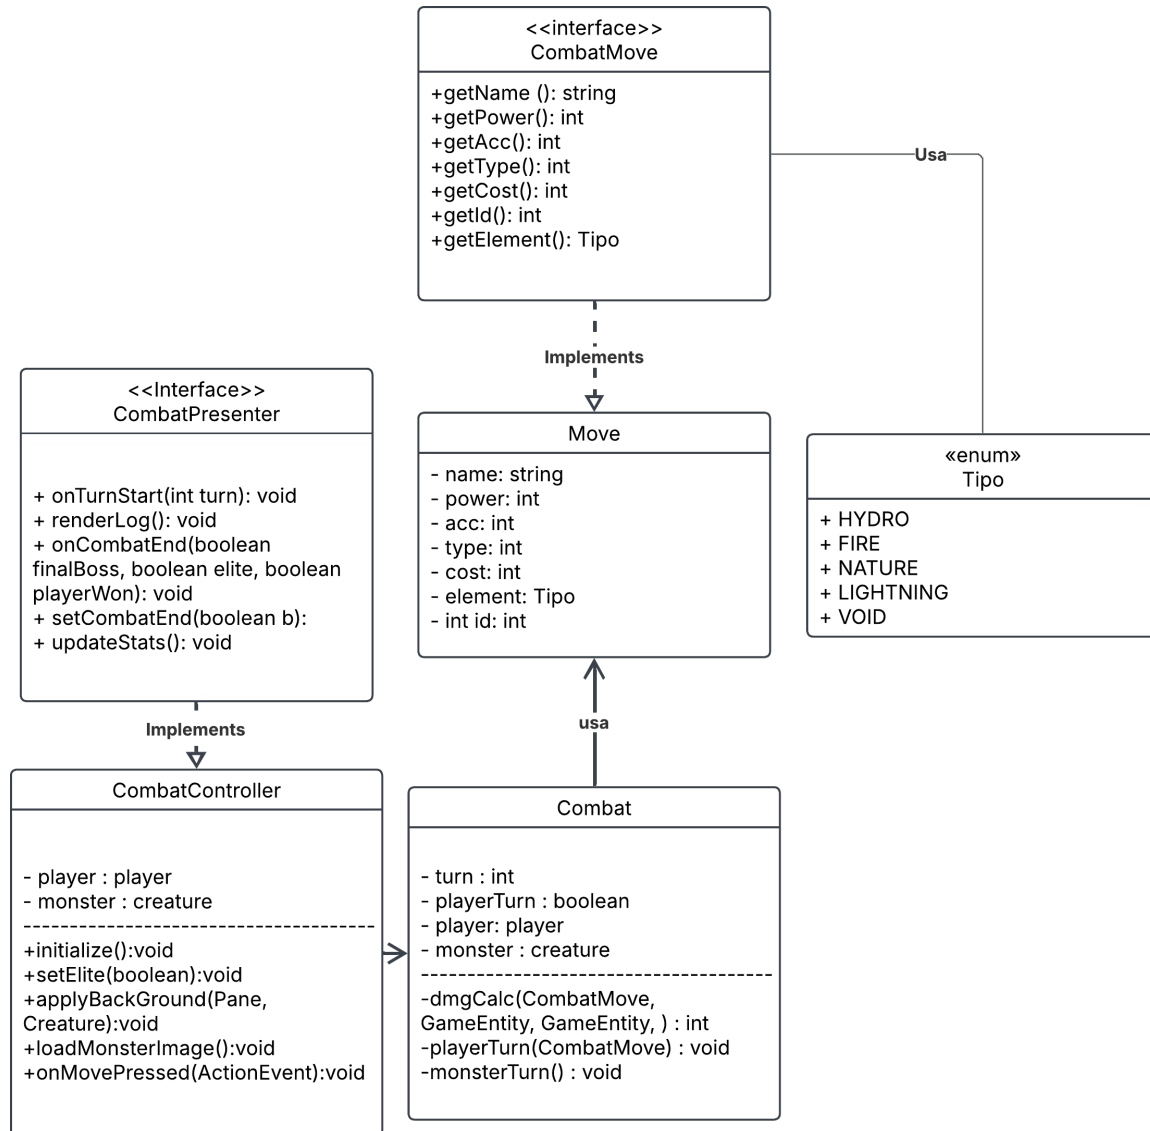 <<interface>>
CombatMove
+getName (): string
+getPower(): int
+getAcc(): int
+getType(): int
+getCost(): int
+getId(): int
+getElement(): Tipo
Usa
Implements
<<Interface>>
CombatPresenter
+ onTurnStart(int turn): void
+ renderLog(): void
+ onCombatEnd(boolean
finalBoss, boolean elite, boolean
playerWon): void
+ setCombatEnd(boolean b):
+ updateStats(): void
Move
- name: string
- power: int
- acc: int
- type: int
- cost: int
- element: Tipo
- int id: int
«enum»
Tipo
+ HYDRO
+ FIRE
+ NATURE
+ LIGHTNING
+ VOID
Implements
usa
CombatController
- player : player
- monster : creature
+initialize():void
+setElite(boolean):void
+applyBackGround(Pane,
Creature):void
+loadMonsterImage():void
+onMovePressed(ActionEvent):void
Combat
- turn : int
- playerTurn : boolean
- player: player
- monster : creature
-dmgCalc(CombatMove,
GameEntity, GameEntity, ) : int
-playerTurn(CombatMove) : void
-monsterTurn() : void